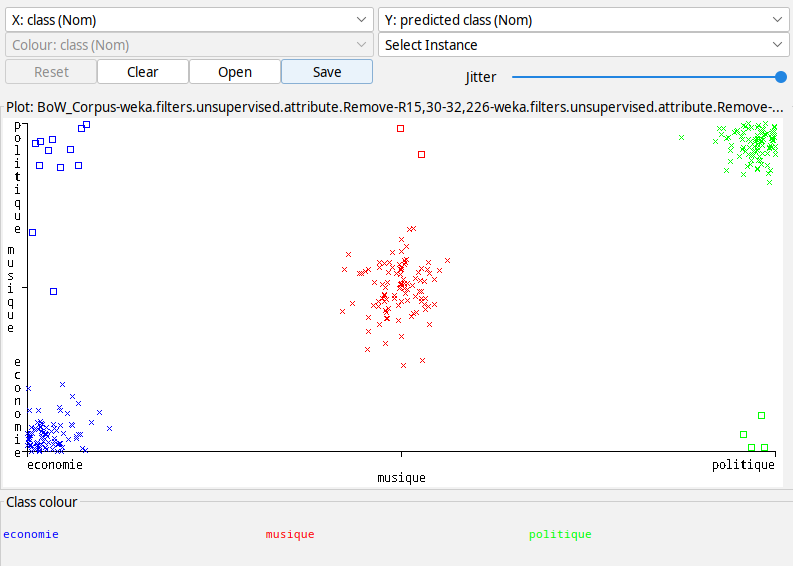 X: class (Nom)
Y: predicted class (Nom)
Colour: class (Nom)
Select Instance
Reset
Clear
Open
Save
Jitter
Plot: BoW_Corpus-weka.filters.unsupervised.attribute.Remove-R15,30-32,226-weka.filters.unsupervised.attribute.Remove-...
politique
musique
economie
economie
musique
politique
Class colour
economie
musique
politique